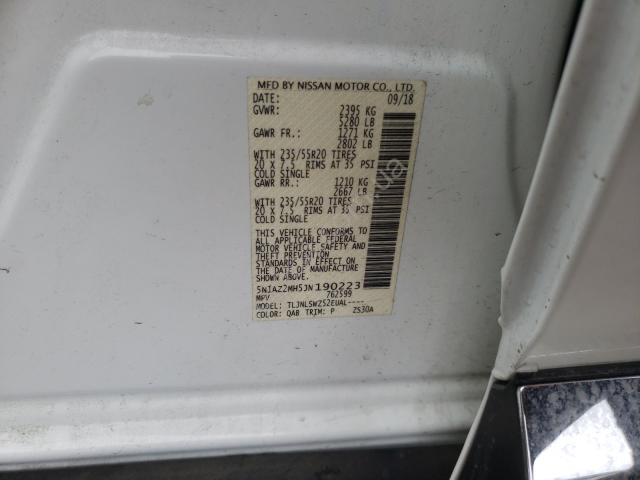 MFD BY NISSAN MOTOR CO., LTD.
DATE: 09/18
GVWR: 2395 KG
5280 LB
GAWR FR.: 1271 KG
2802 LB
WITH 235/55R20 TIRES
20 X 7.5 RIMS AT 35 PSI
COLD SINGLE
GAWR RR.: 1210 KG
2667 LB
WITH 235/55R20 TIRES
20 X 7.5 RIMS AT 35 PSI
COLD SINGLE
THIS VEHICLE CONFORMS TO
ALL APPLICABLE FEDERAL
MOTOR VEHICLE SAFETY AND
THEFT PREVENTION
STANDARDS IN EFFECT ON
THE DATE OF MANUFACTURE
SHOWN ABOVE.
5N1AZ2MH5JN190223
MPV 762599
MODEL: TLJNLSWZ52EUAL----
COLOR: QAB TRIM: P ZS30A